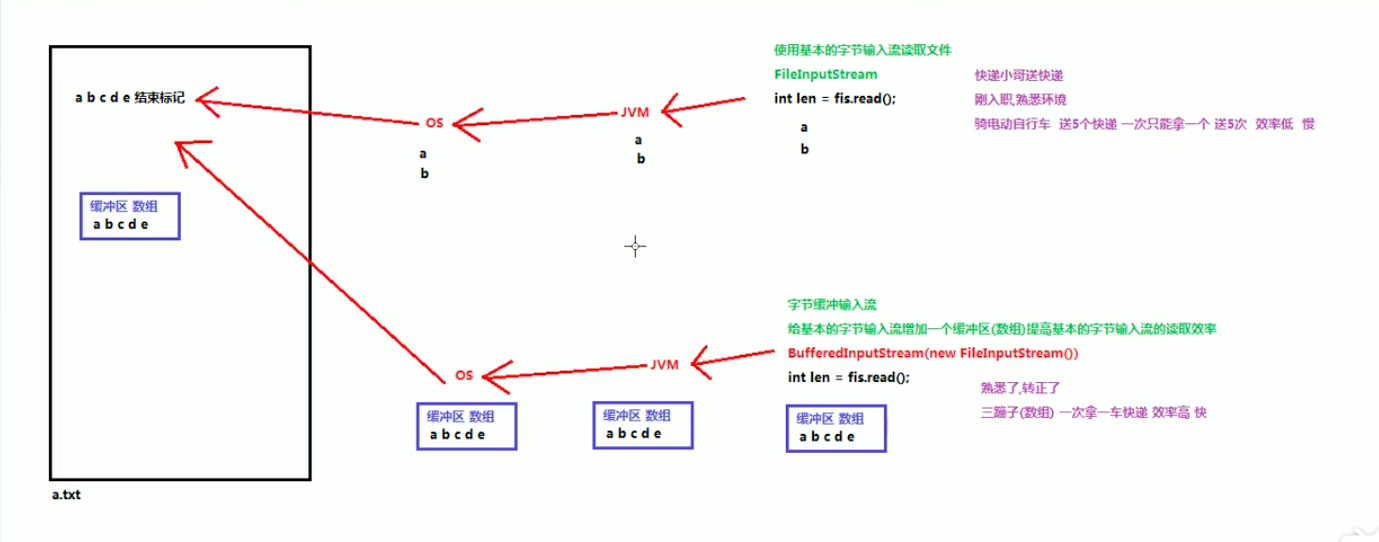 使用基本的字节输入流读取文件
FileInputStream
快递小哥送快递
int len = fis.read();
刚入职,熟悉环境
a b c d e 结束标记
OS
JVM
骑电动自行车 送5个快递 一次只能拿一个 送5次 效率低 慢
a
b
a
b
a
b
缓冲区 数组
a b c d e
字节缓冲输入流
给基本的字节输入流增加一个缓冲区(数组)提高基本的字节输入流的读取效率
BufferedInputStream(new FileInputStream())
OS
JVM
int len = fis.read();
熟悉了,转正了
三蹦子(数组) 一次拿一车快递 效率高 快
缓冲区 数组
a b c d e
缓冲区 数组
a b c d e
缓冲区 数组
a b c d e
a.txt